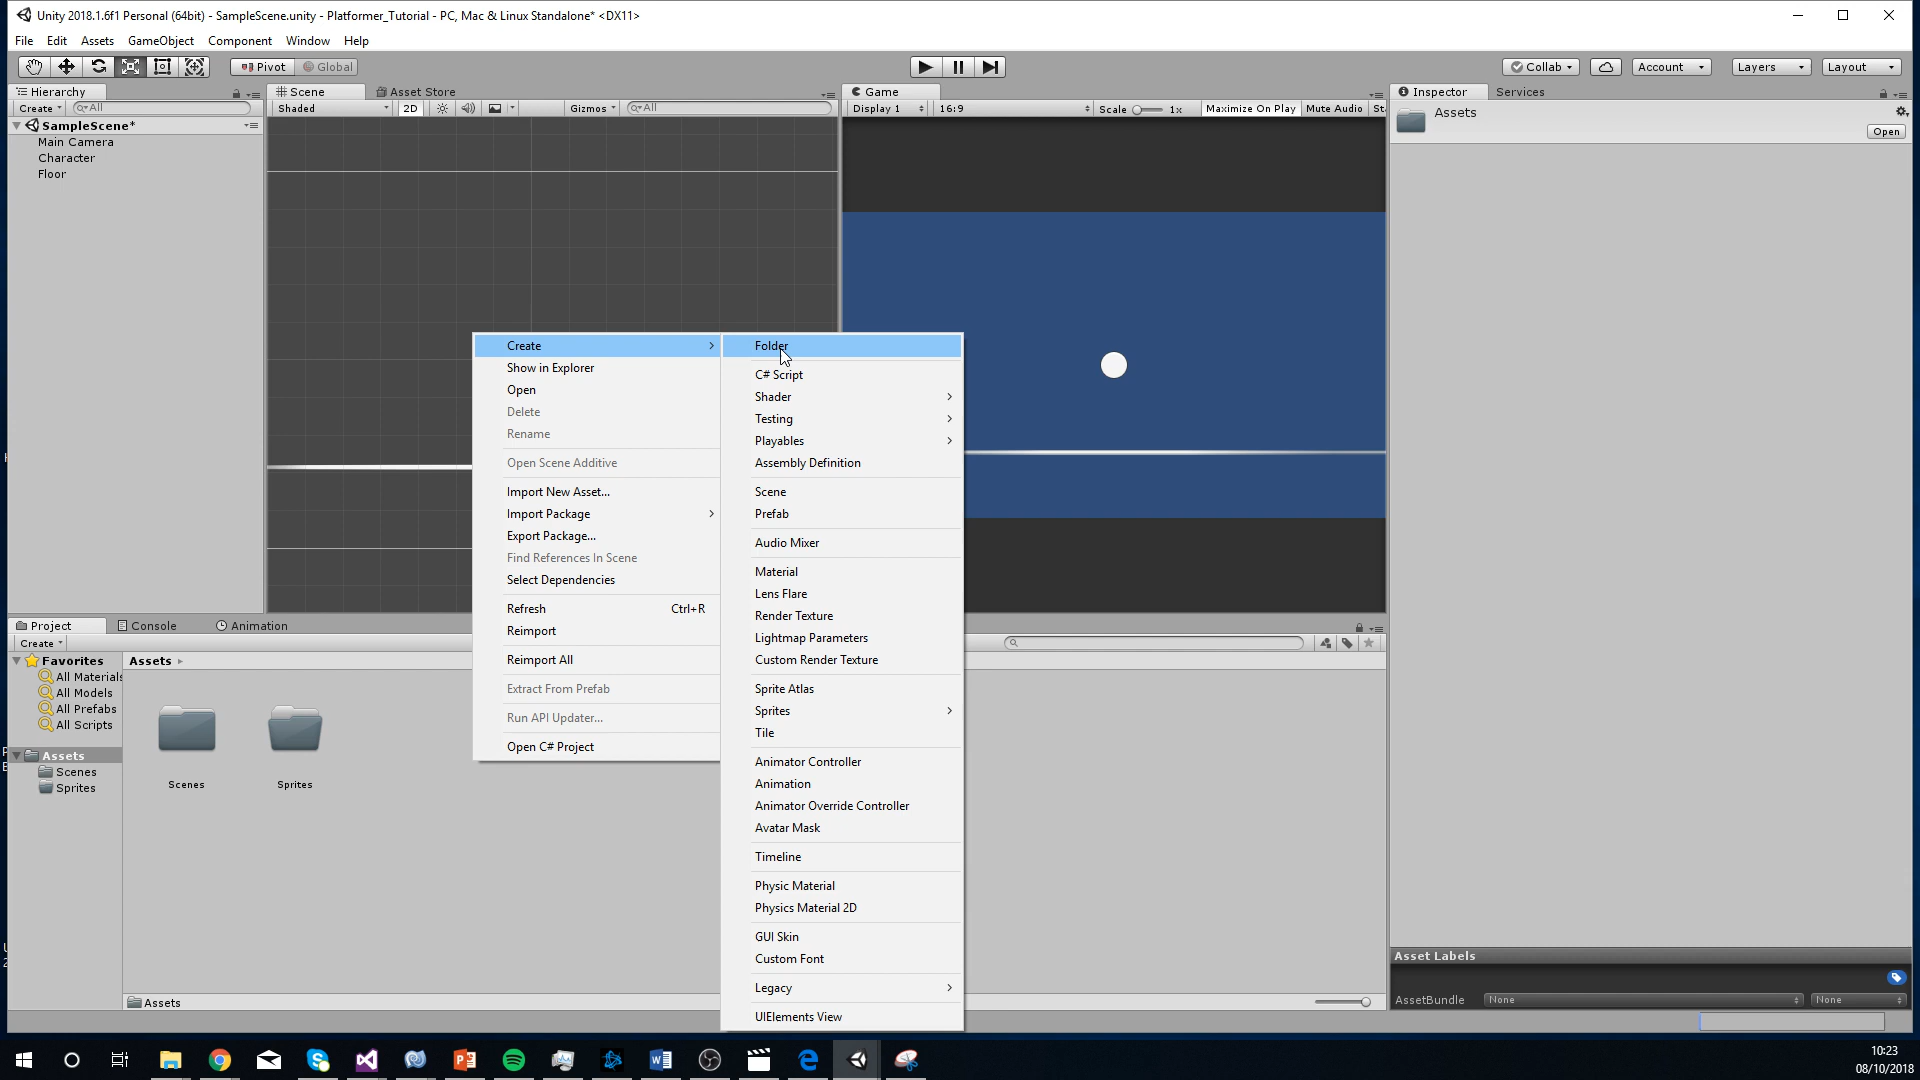 Unity 2018.1.6f1 Personal (64bit) - SampleScene.unity - Platformer_Tutorial - PC, Mac & Linux Standalone* <DX11>
File Edit Assets GameObject Component Window Help
Pivot Global Collab Account Layers Layout
Hierarchy Scene Asset Store Game Inspector Services
Create All Shaded 2D Gizmos All Display 1 16:9 Scale 1x Maximize On Play Mute Audio St
Assets
Open
SampleScene*
Main Camera
Character
Floor
Create
Show in Explorer
Open
Delete
Rename
Open Scene Additive
Import New Asset...
Import Package
Export Package...
Find References In Scene
Select Dependencies
Refresh Ctrl+R
Reimport
Reimport All
Extract From Prefab
Run API Updater...
Open C# Project
Folder
C# Script
Shader
Testing
Playables
Assembly Definition
Scene
Prefab
Audio Mixer
Material
Lens Flare
Render Texture
Lightmap Parameters
Custom Render Texture
Sprite Atlas
Sprites
Tile
Animator Controller
Animation
Animator Override Controller
Avatar Mask
Timeline
Physic Material
Physics Material 2D
GUI Skin
Custom Font
Legacy
UIElements View
Project Console Animation
Create
Favorites
All Materials
All Models
All Prefabs
All Scripts
Assets
Scenes
Sprites
Assets
Scenes Sprites
Assets
Asset Labels
AssetBundle None None
10:23
08/10/2018